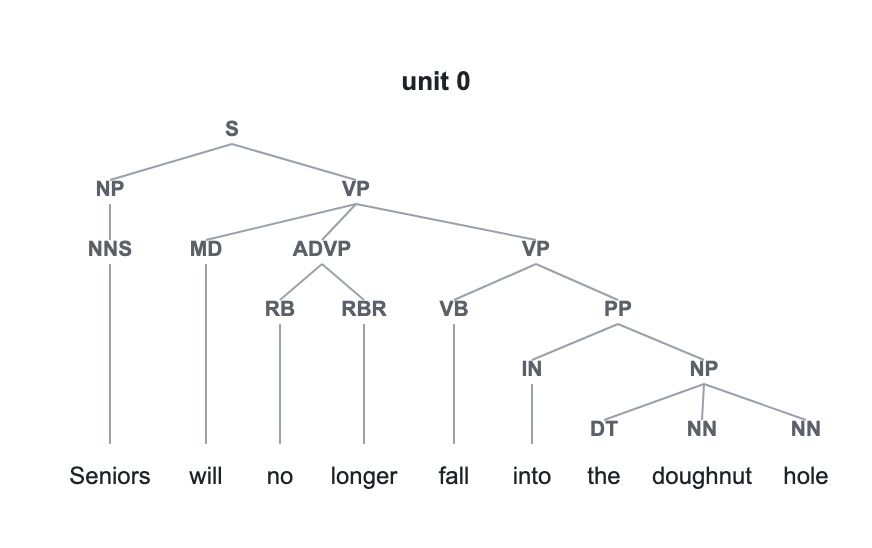 unit 0
S
NP VP
NNS MD ADVP VP
RB RBR VB PP
IN NP
DT NN NN
Seniors will no longer fall into the doughnut hole